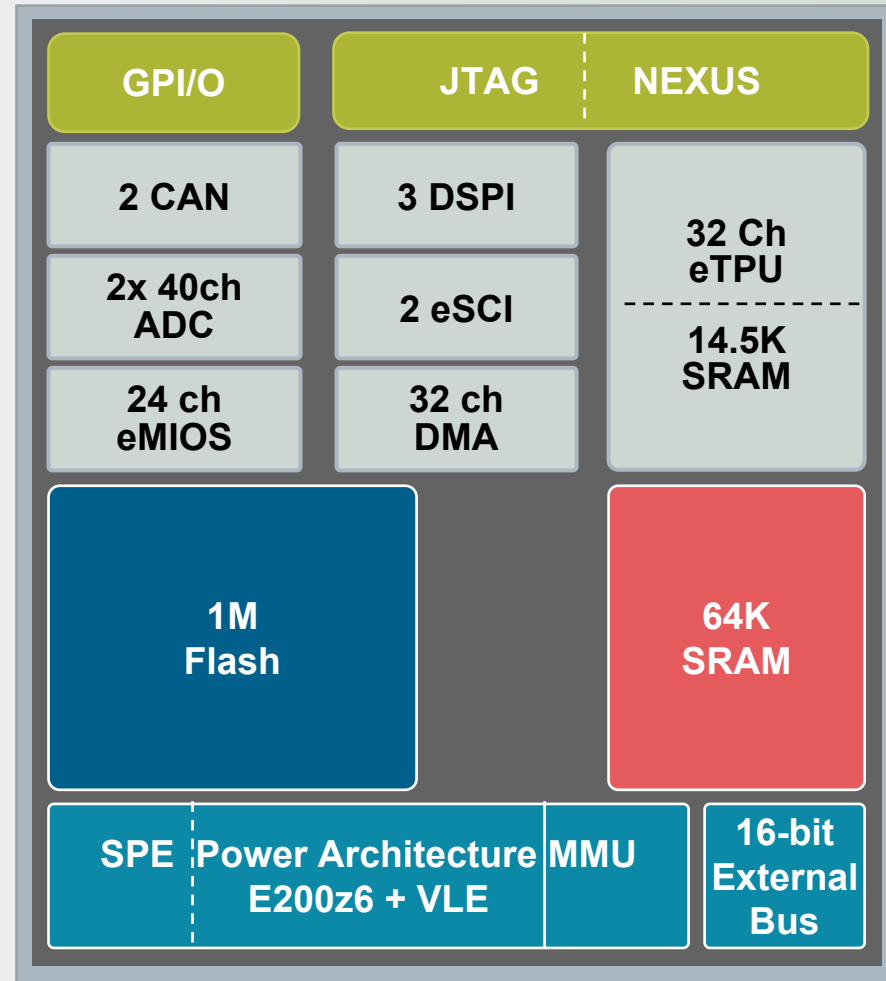 GPI/O
JTAG
NEXUS
2 CAN
3 DSPI
32 Ch
eTPU
14.5K
SRAM
2x 40ch
ADC
2 eSCI
24 ch
eMIOS
32 ch
DMA
1M
Flash
64K
SRAM
SPE
Power Architecture
E200z6 + VLE
MMU
16-bit
External
Bus